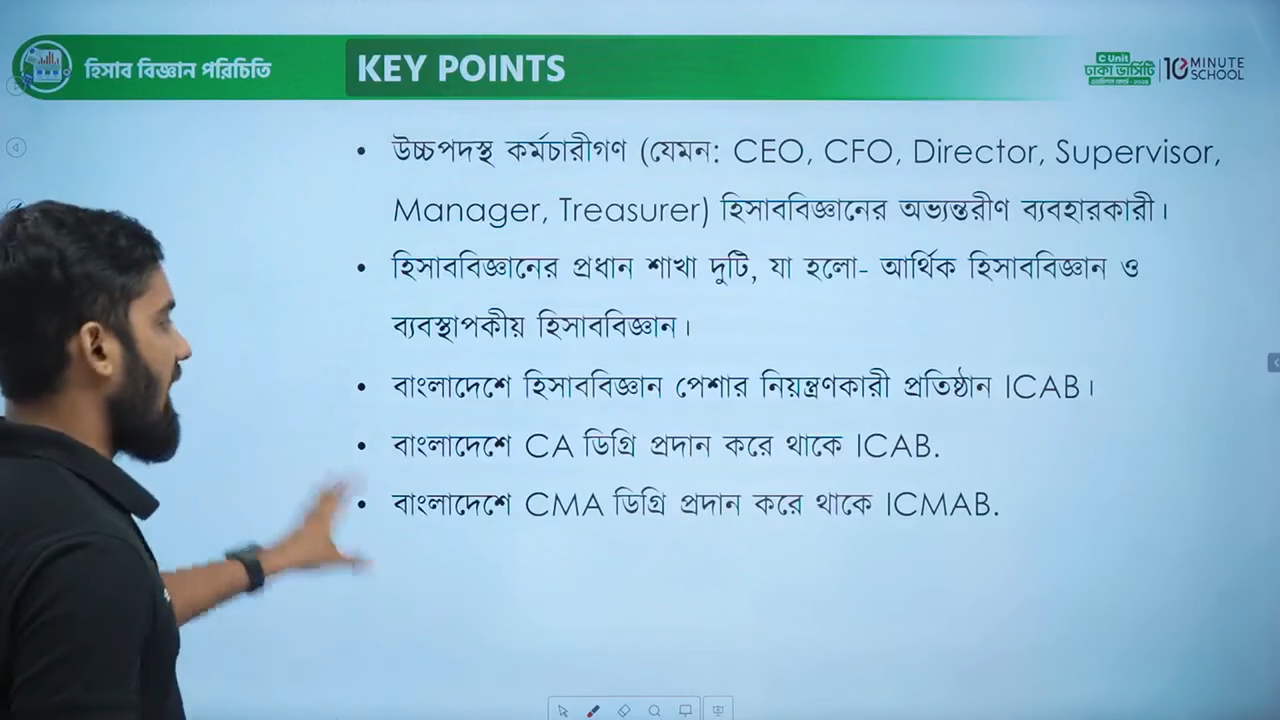 হিসাব বিজ্ঞান পরিচিতি
KEY POINTS
C Unit
ঢাকা ভার্সিটি
10 MINUTE SCHOOL
• উচ্চপদস্থ কর্মচারীগণ (যেমন: CEO, CFO, Director, Supervisor,
Manager, Treasurer) হিসাববিজ্ঞানের অভ্যন্তরীণ ব্যবহারকারী।
• হিসাববিজ্ঞানের প্রধান শাখা দুটি, যা হলো- আর্থিক হিসাববিজ্ঞান ও
ব্যবস্থাপকীয় হিসাববিজ্ঞান।
• বাংলাদেশে হিসাববিজ্ঞান পেশার নিয়ন্ত্রণকারী প্রতিষ্ঠান ICAB।
• বাংলাদেশে CA ডিগ্রি প্রদান করে থাকে ICAB.
• বাংলাদেশে CMA ডিগ্রি প্রদান করে থাকে ICMAB.